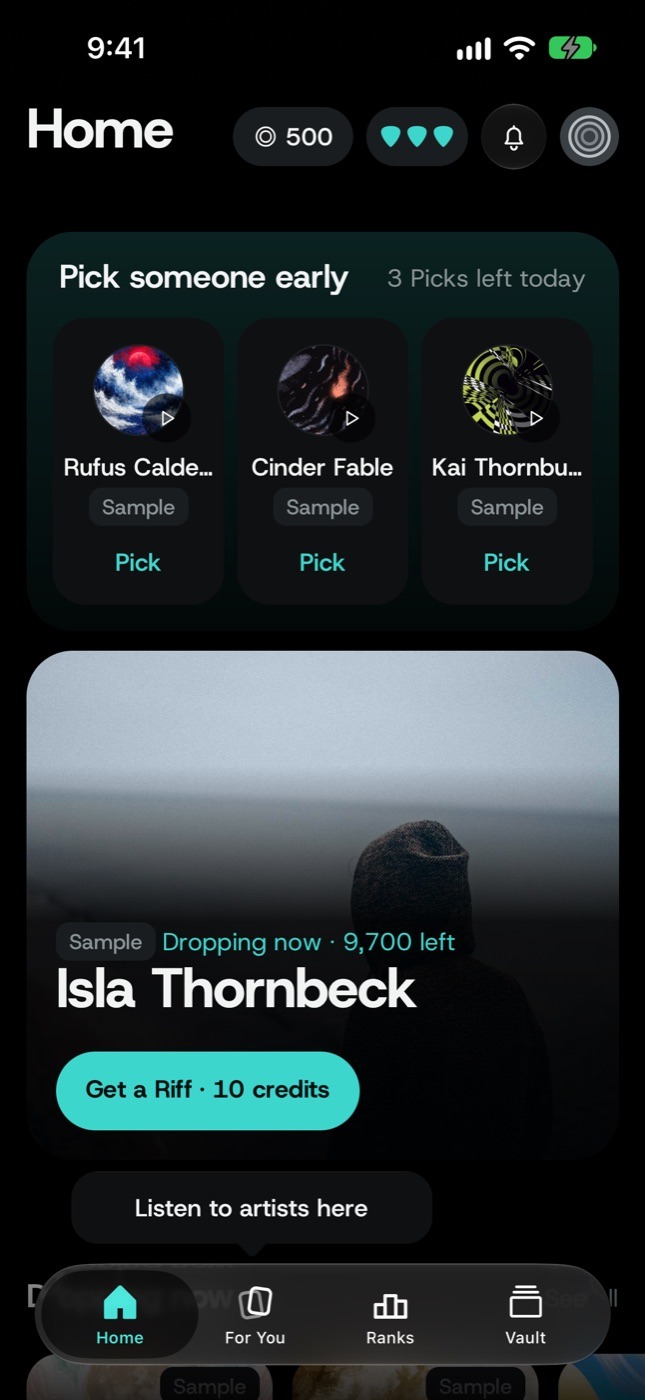 9:41
Home
500
Pick someone early
3 Picks left today
Rufus Calde...
Cinder Fable
Kai Thornbu...
Sample
Sample
Sample
Pick
Pick
Pick
Sample
Dropping now · 9,700 left
Isla Thornbeck
Get a Riff · 10 credits
Listen to artists here
Dropping now
Home
For You
Ranks
Vault
Sample
Sample